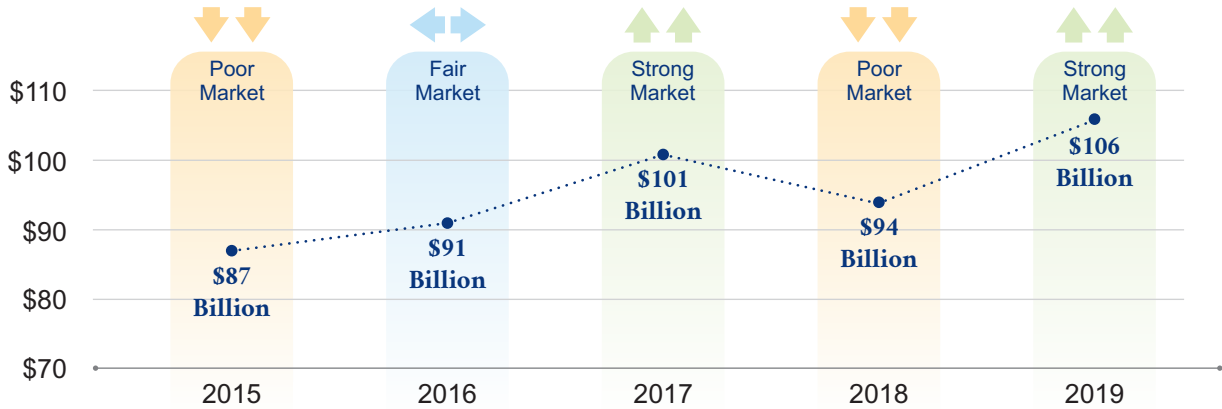 Poor
Market
Fair
Market
Strong
Market
Poor
Market
Strong
Market
$110
$100
$90
$80
$70
$87
Billion
$91
Billion
$101
Billion
$94
Billion
$106
Billion
2015
2016
2017
2018
2019